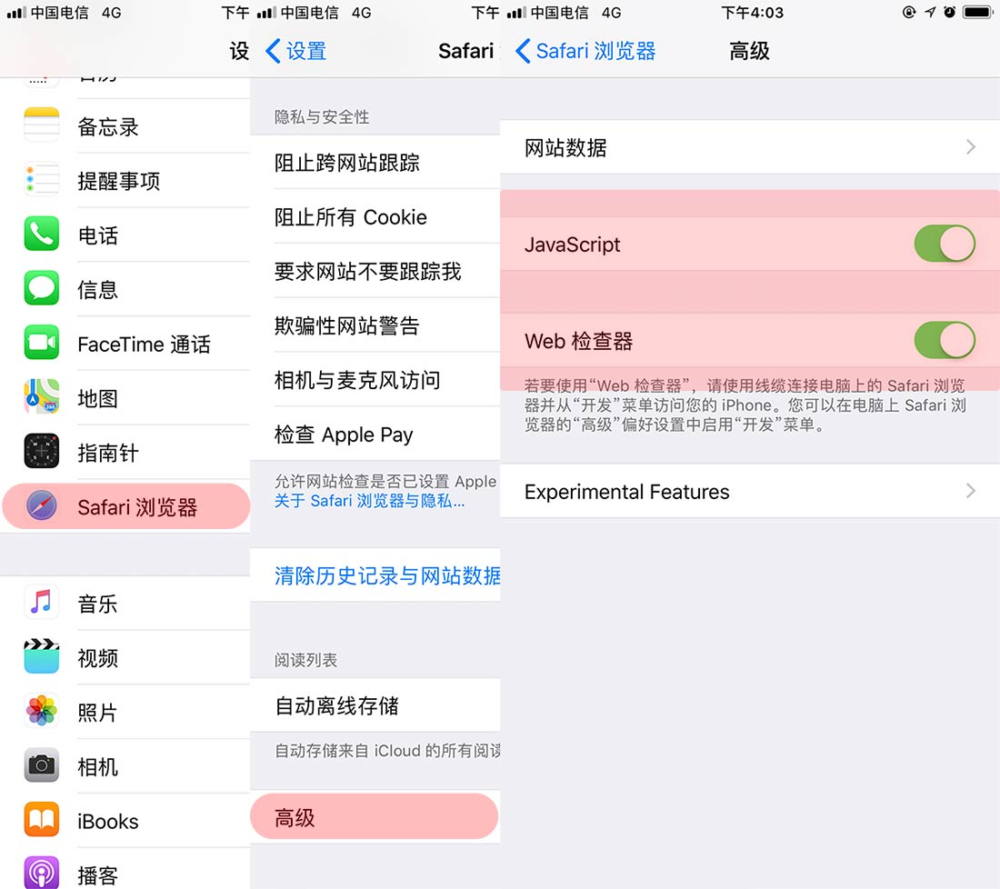 中国电信 4G 下午
设
备忘录
提醒事项
电话
信息
FaceTime 通话
地图
指南针
Safari 浏览器
音乐
视频
照片
相机
iBooks
播客
中国电信 4G 下午
设置 Safari
隐私与安全性
阻止跨网站跟踪
阻止所有 Cookie
要求网站不要跟踪我
欺骗性网站警告
相机与麦克风访问
检查 Apple Pay
允许网站检查是否已设置 Apple
关于 Safari 浏览器与隐私...
清除历史记录与网站数据
阅读列表
自动离线存储
自动存储来自 iCloud 的所有阅读
高级
中国电信 4G 下午4:03
Safari 浏览器 高级
网站数据
JavaScript
Web 检查器
若要使用“Web 检查器”，请使用线缆连接电脑上的 Safari 浏览
器并从“开发”菜单访问您的 iPhone。您可以在电脑上 Safari 浏
览器的“高级”偏好设置中启用“开发”菜单。
Experimental Features